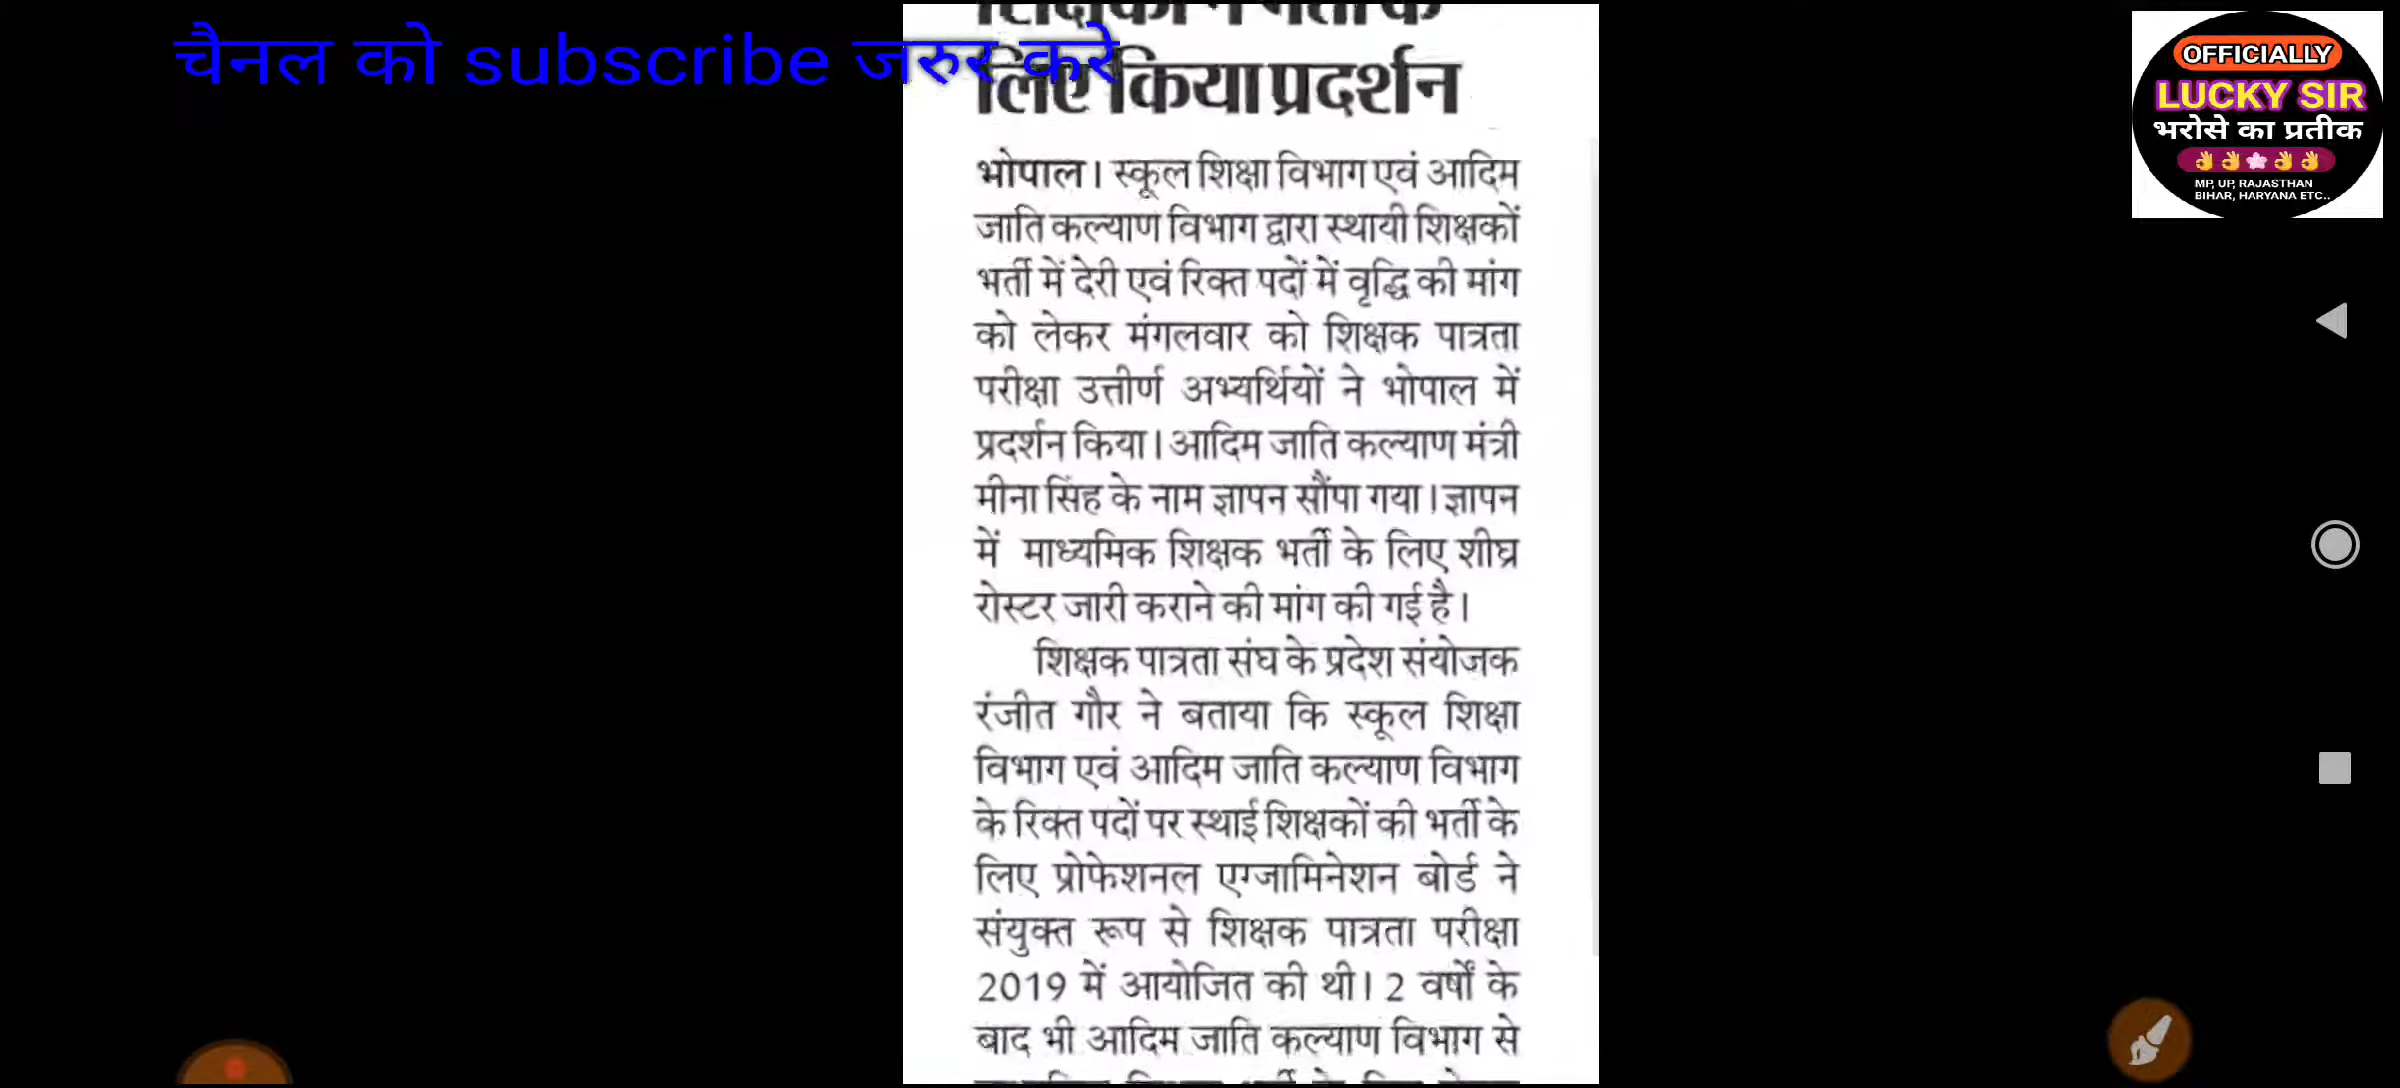 चैनल को subscribe जरुर करे
लिए किया प्रदर्शन
भोपाल। स्कूल शिक्षा विभाग एवं आदिम
जाति कल्याण विभाग द्वारा स्थायी शिक्षकों
भर्ती में देरी एवं रिक्त पदों में वृद्धि की मांग
को लेकर मंगलवार को शिक्षक पात्रता
परीक्षा उत्तीर्ण अभ्यर्थियों ने भोपाल में
प्रदर्शन किया। आदिम जाति कल्याण मंत्री
मीना सिंह के नाम ज्ञापन सौंपा गया। ज्ञापन
में माध्यमिक शिक्षक भर्ती के लिए शीघ्र
रोस्टर जारी कराने की मांग की गई है।
शिक्षक पात्रता संघ के प्रदेश संयोजक
रंजीत गौर ने बताया कि स्कूल शिक्षा
विभाग एवं आदिम जाति कल्याण विभाग
के रिक्त पदों पर स्थाई शिक्षकों की भर्ती के
लिए प्रोफेशनल एग्जामिनेशन बोर्ड ने
संयुक्त रूप से शिक्षक पात्रता परीक्षा
2019 में आयोजित की थी। 2 वर्षों के
बाद भी आदिम जाति कल्याण विभाग से
OFFICIALLY
LUCKY SIR
भरोसे का प्रतीक
MP, UP, RAJASTHAN
BIHAR, HARYANA ETC..